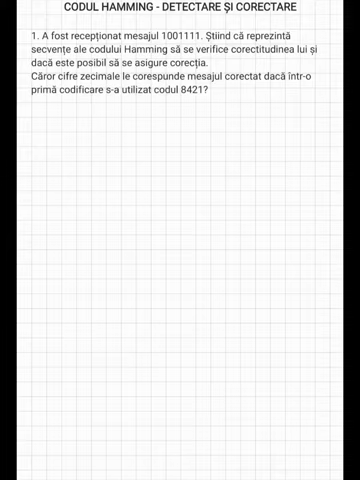 CODUL HAMMING - DETECTARE ȘI CORECTARE
1. A fost recepționat mesajul 1001111. Știind că reprezintă
secvențe ale codului Hamming să se verifice corectitudinea lui și
dacă este posibil să se asigure corecția.
Căror cifre zecimale le corespunde mesajul corectat dacă într-o
primă codificare s-a utilizat codul 8421?